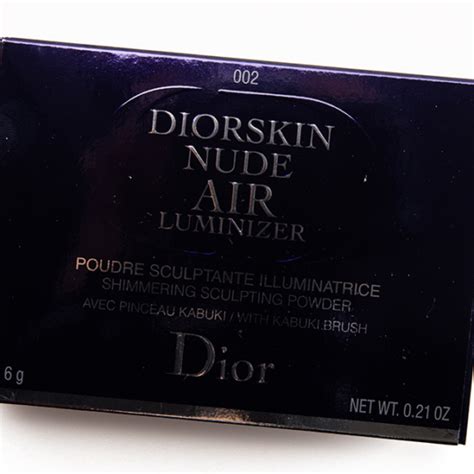 002
DIORSKIN
NUDE
AIR
LUMINIZER
POUDRE SCULPTANTE ILLUMINATRICE
SHIMMERING SCULPTING POWDER
AVEC PINCEAU KABUKI / WITH KABUKI BRUSH
Dior
6 g
NET WT. 0.21 OZ